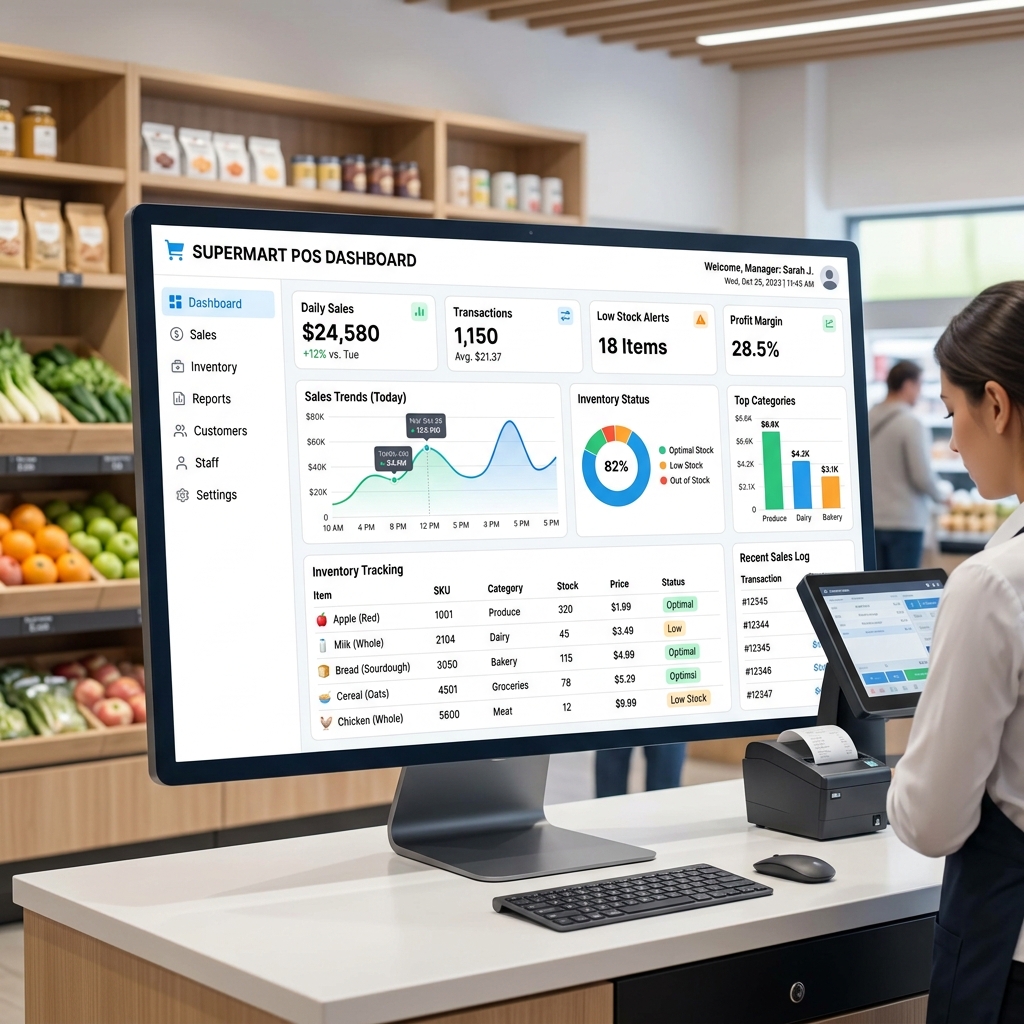 SUPERMART POS DASHBOARD
Welcome, Manager: Sarah J.
Wed, Oct 25, 2023 | 11:45 AM
Dashboard
Sales
Inventory
Reports
Customers
Staff
Settings
Daily Sales
$24,580
+12% vs. Tue
Transactions
1,150
Avg. $21.37
Low Stock Alerts
18 Items
Profit Margin
28.5%
Sales Trends (Today)
$80K
$60K
$40K
$20K
0
10 AM 4 PM 8 PM 12 PM 5 PM 3 PM 5 PM 5 PM
Inventory Status
82%
Optimal Stock
Low Stock
Out of Stock
Top Categories
$6.6K
$4.2K
$2.1K
0
$4.2K
$3.1K
Produce Dairy Bakery
Inventory Tracking
Item SKU Category Stock Price Status
Apple (Red) 1001 Produce 320 $1.99 Optimal
Milk (Whole) 2104 Dairy 45 $3.49 Low
Bread (Sourdough) 3050 Bakery 115 $4.99 Optimal
Cereal (Oats) 4501 Groceries 78 $5.29 Optimsl
Chicken (Whole) 5600 Meat 12 $9.99 Low Stock
Recent Sales Log
Transaction
#12545
#12344
#12345
#12346
#12347